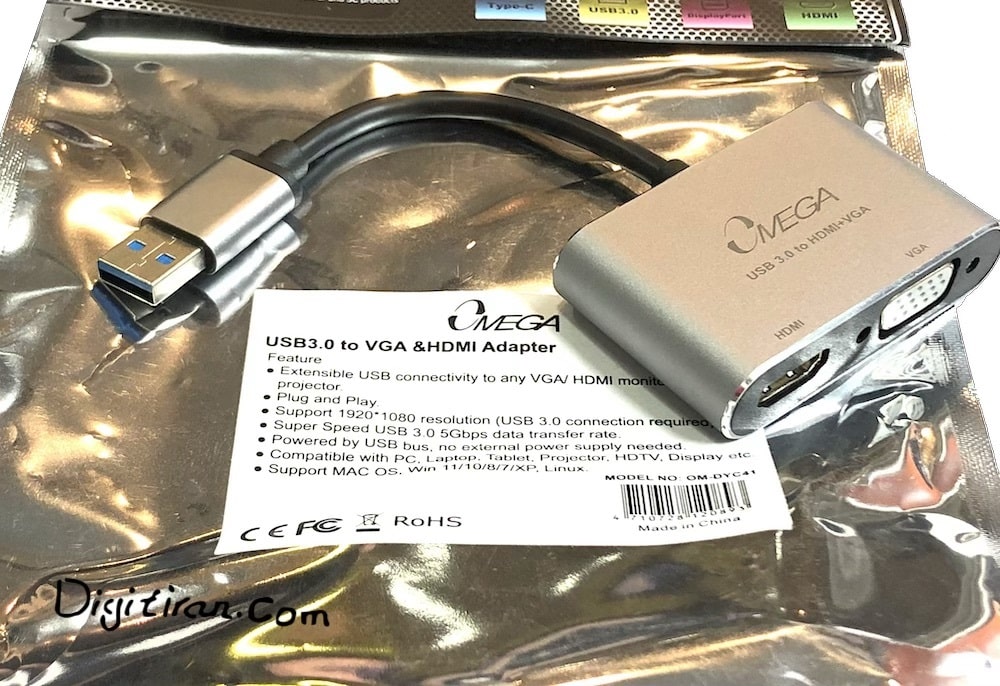 Type-C
USB3.0
DisplayPort
HDMI
OMEGA
USB 3.0 to HDMI+VGA
HDMI
VGA
OMEGA
USB3.0 to VGA &HDMI Adapter
Feature
• Extensible USB connectivity to any VGA/ HDMI
projector.
• Plug and Play.
• Support 1920*1080 resolution (USB 3.0 connection required
• Super Speed USB 3.0 5Gbps data transfer rate.
• Powered by USB bus, no external power supply needed.
• Compatible with PC, Laptop, Tablet, Projector, HDTV, Display etc.
• Support MAC OS, Win 11/10/8/7/XP, Linux.
MODEL NO: OM-DYC41
Made in China
CE FC RoHS
Digitiran.com